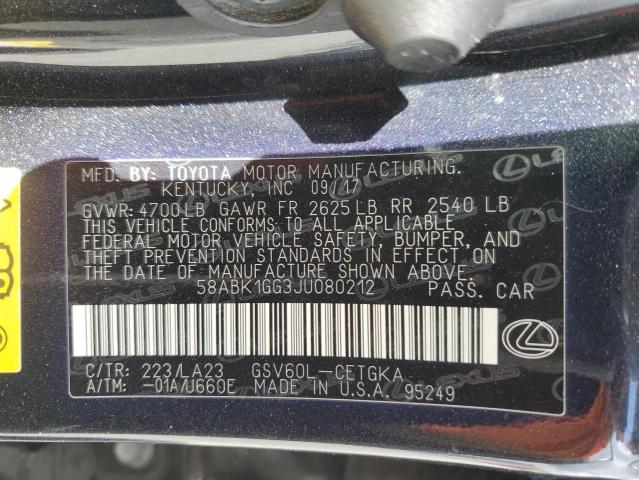 MFD. BY: TOYOTA MOTOR MANUFACTURING.
KENTUCKY, INC 09/17
GVWR: 4700LB GAWR FR 2625LB RR 2540 LB
THIS VEHICLE CONFORMS TO ALL APPLICABLE
FEDERAL MOTOR VEHICLE SAFETY, BUMPER, AND
THEFT PREVENTION STANDARDS IN EFFECT ON
THE DATE OF MANUFACTURE SHOWN ABOVE.
58ABK1GG3JU080212 PASS. CAR
C/TR: 223/LA23 GSV60L-CETGKA
A/TM: -01A/U660E MADE IN U.S.A. 95249
LEXUS